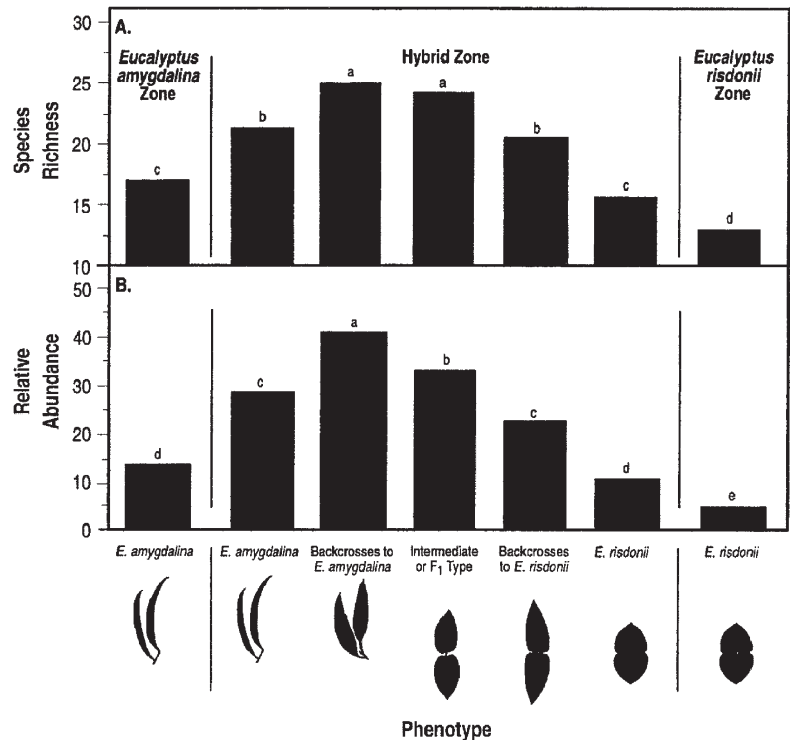 A.
30
25
20
15
10
Species
Richness
Eucalyptus
amygdalina
Zone
Hybrid Zone
Eucalyptus
risdonii
Zone
c
b
a
a
b
c
d
B.
50
40
30
20
10
0
Relative
Abundance
d
c
a
b
c
d
e
E. amygdalina
E. amygdalina
Backcrosses to
E. amygdalina
Intermediate
or F1 Type
Backcrosses
to E. risdonii
E. risdonii
E. risdonii
Phenotype